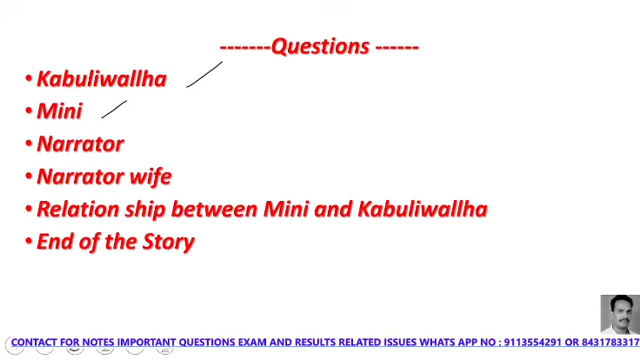 -------Questions ------
• Kabuliwallha
• Mini
• Narrator
• Narrator wife
• Relation ship between Mini and Kabuliwallha
• End of the Story
CONTACT FOR NOTES IMPORTANT QUESTIONS EXAM AND RESULTS RELATED ISSUES WHATS APP NO : 9113554291 OR 8431783317